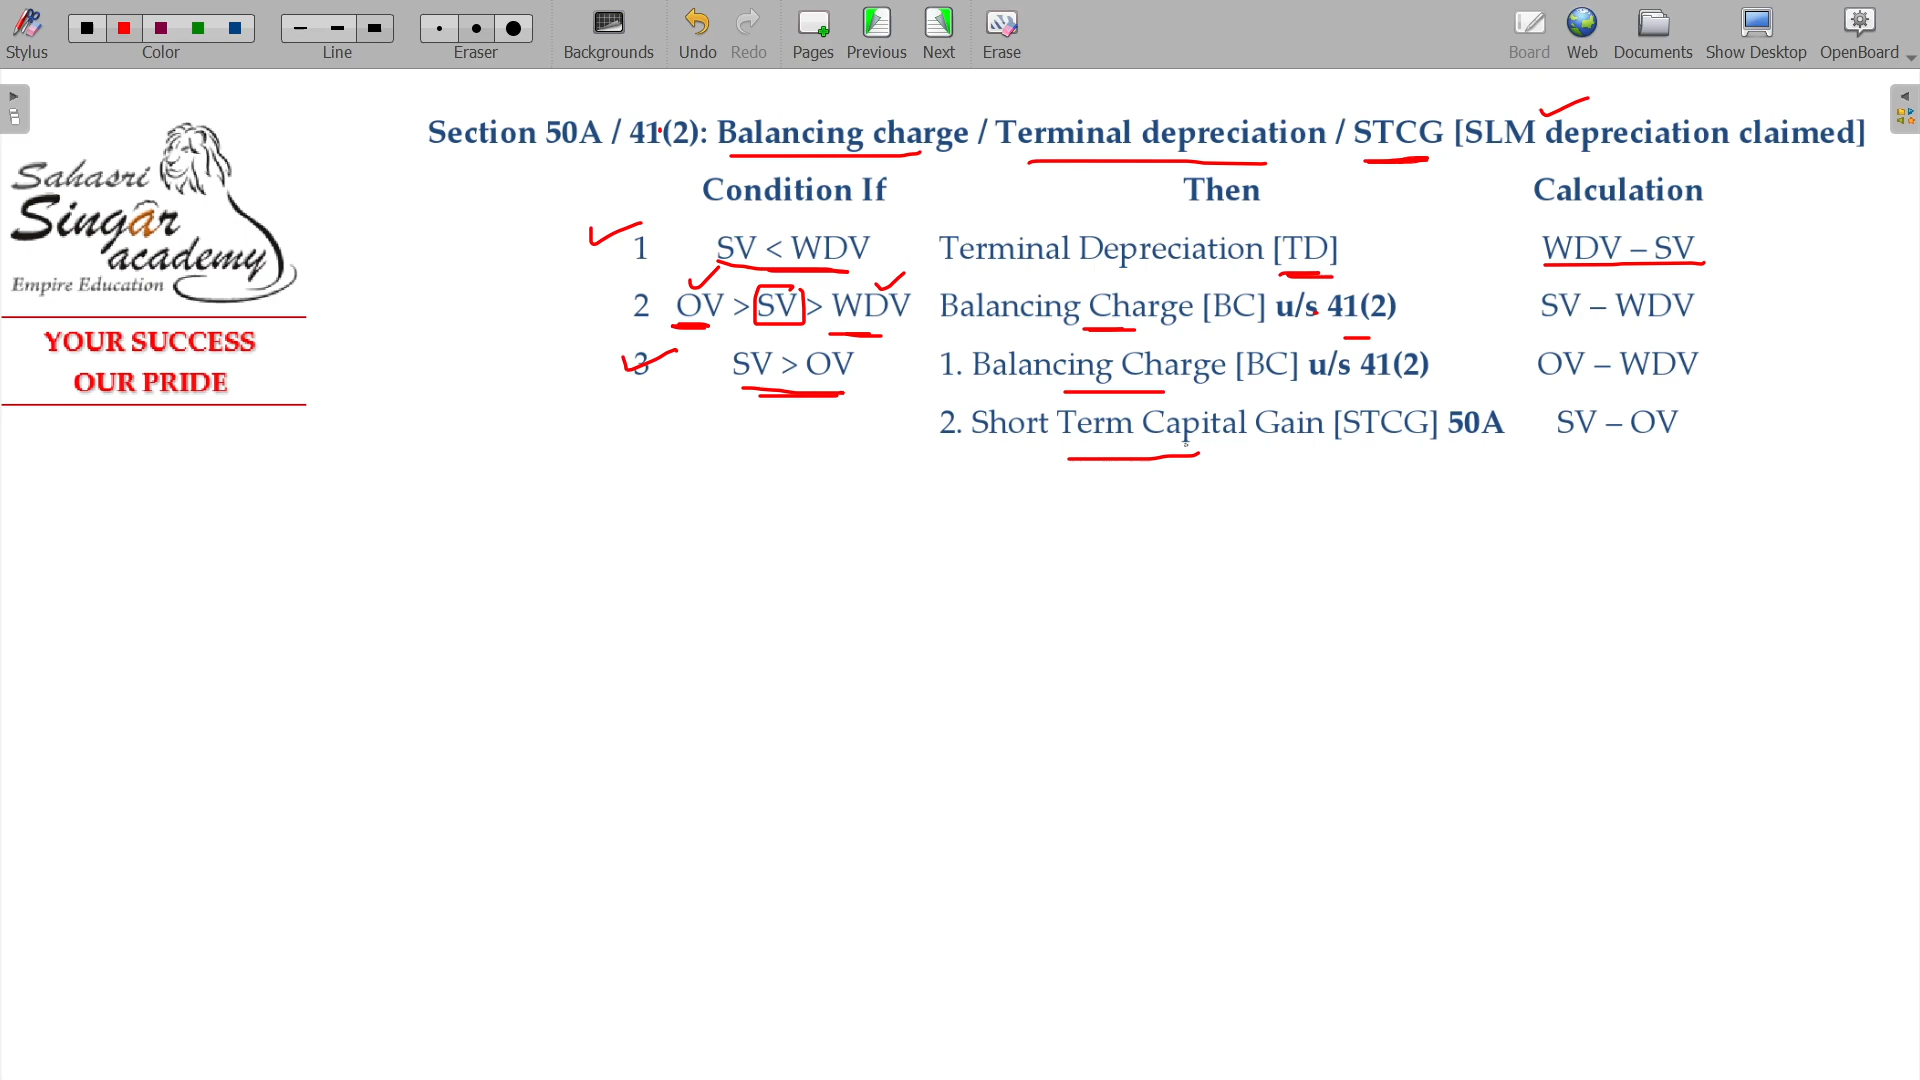 Stylus Color Line Eraser Backgrounds Undo Redo Pages Previous Next Erase Board Web Documents Show Desktop OpenBoard
Sahasri
Singar
academy
Empire Education
YOUR SUCCESS
OUR PRIDE
Section 50A / 41(2): Balancing charge / Terminal depreciation / STCG [SLM depreciation claimed]
Condition If Then Calculation
1 SV < WDV Terminal Depreciation [TD] WDV – SV
2 OV > SV > WDV Balancing Charge [BC] u/s 41(2) SV – WDV
3 SV > OV 1. Balancing Charge [BC] u/s 41(2) OV – WDV
2. Short Term Capital Gain [STCG] 50A SV – OV